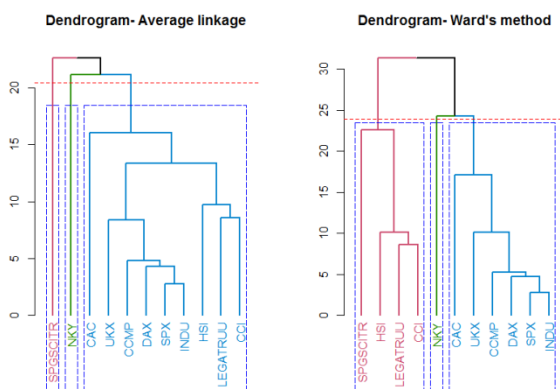 Dendrogram- Average linkage
20
15
10
5
0
SPGSCITR
NKY
CAC
UKX
CCMP
DAX
SPX
INDU
HSI
LEGATRUU
CCI
Dendrogram- Ward's method
30
25
20
15
10
5
0
SPGSCITR
HSI
LEGATRUU
CCI
NKY
CAC
UKX
CCMP
DAX
SPX
INDU